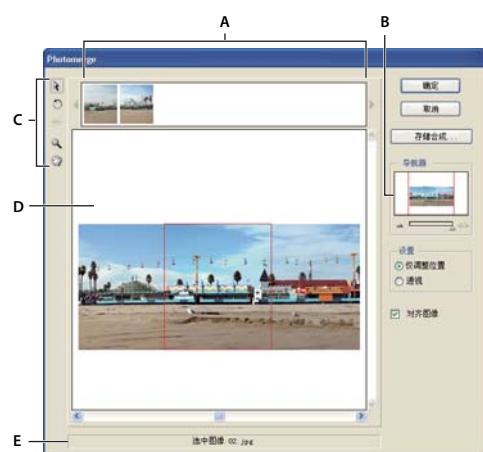 A
B
Photomerge
C
确定
取消
存储合成...
导航器
D
设置
仅调整位置
透视
对齐图像
E
选中图像: 02.jpg